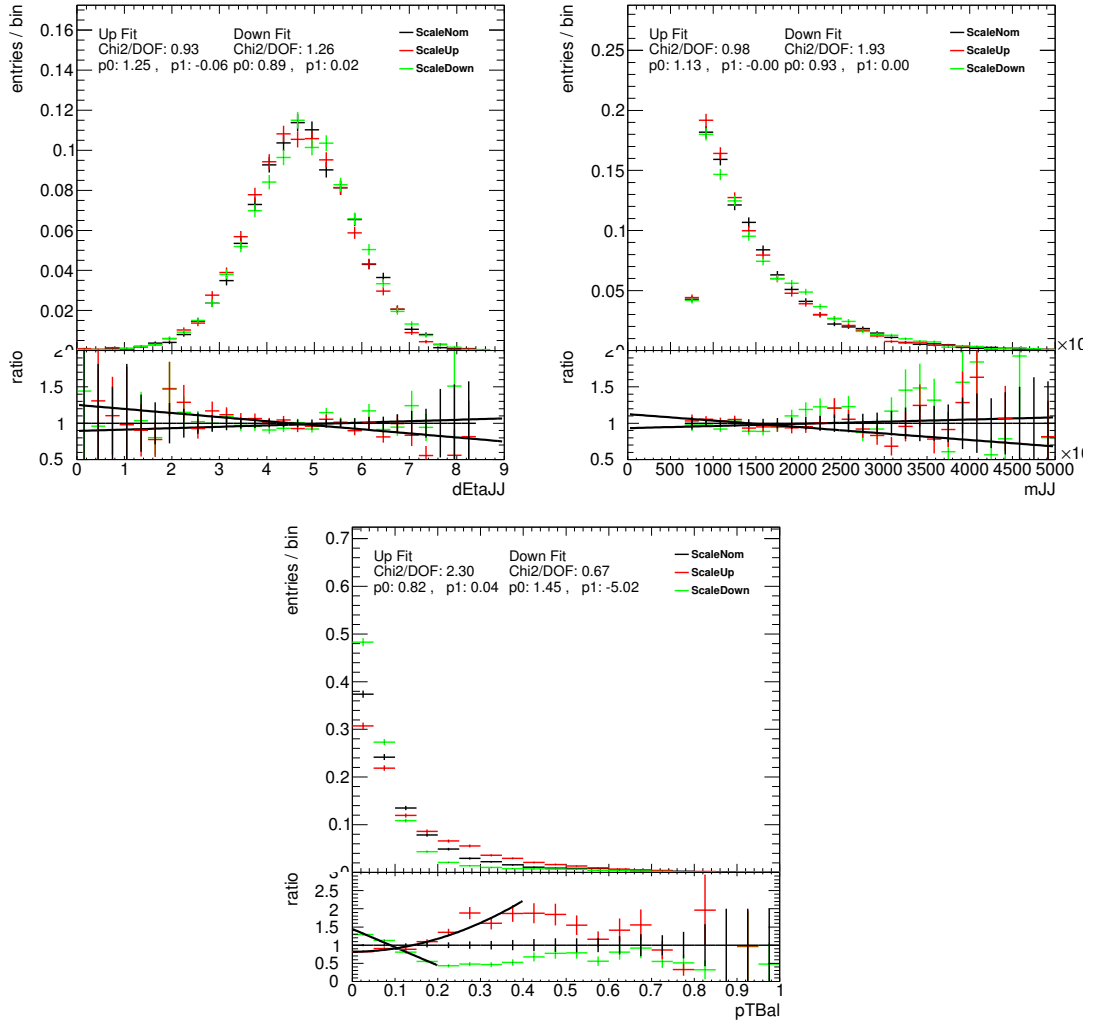 entries / bin
Up Fit Down Fit
Chi2/DOF: 0.93 Chi2/DOF: 1.26
p0: 1.25 , p1: -0.06 p0: 0.89 , p1: 0.02
ScaleNom
ScaleUp
ScaleDown
0.16
0.14
0.12
0.1
0.08
0.06
0.04
0.02
ratio
2
1.5
1
0.5
0 1 2 3 4 5 6 7 8 9
dEtaJJ
entries / bin
Up Fit Down Fit
Chi2/DOF: 0.98 Chi2/DOF: 1.93
p0: 1.13 , p1: -0.00 p0: 0.93 , p1: 0.00
ScaleNom
ScaleUp
ScaleDown
0.25
0.2
0.15
0.1
0.05
ratio
2
1.5
1
0.5
0 500 1000 1500 2000 2500 3000 3500 4000 4500 5000
mJJ
entries / bin
Up Fit Down Fit
Chi2/DOF: 2.30 Chi2/DOF: 0.67
p0: 0.82 , p1: 0.04 p0: 1.45 , p1: -5.02
ScaleNom
ScaleUp
ScaleDown
0.7
0.6
0.5
0.4
0.3
0.2
0.1
ratio
2.5
2
1.5
1
0.5
0
0 0.1 0.2 0.3 0.4 0.5 0.6 0.7 0.8 0.9 1
pTBal